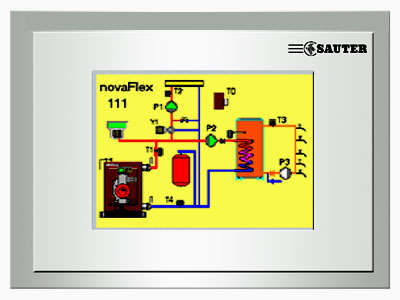 SAUTER
novaFlex
111
T2
T0
P1
Y1
P2
T3
T1
P3
T4